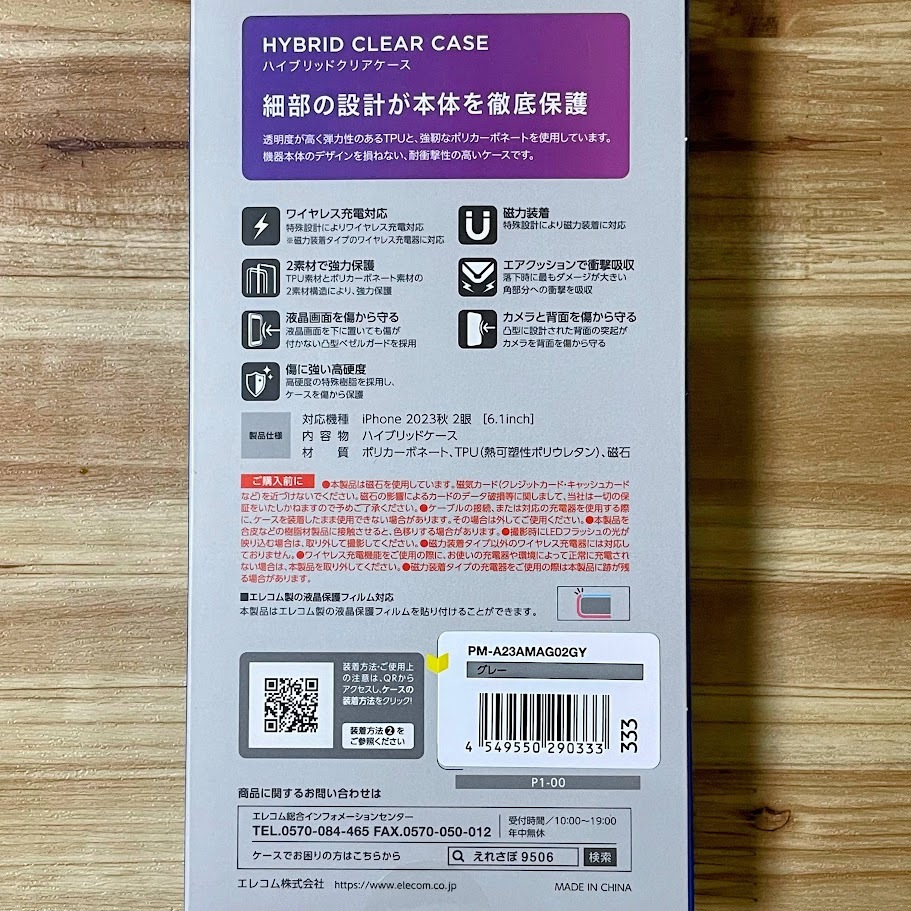 HYBRID CLEAR CASE
ハイブリッドクリアケース
細部の設計が本体を徹底保護
透明度が高く弾力性のあるTPUと、強靭なポリカーボネートを使用しています。
機器本体のデザインを損ねない、耐衝撃性の高いケースです。
ワイヤレス充電対応
特殊設計によりワイヤレス充電対応
※磁力装着タイプのワイヤレス充電器に対応
磁力装着
特殊設計により磁力装着に対応
2素材で強力保護
TPU素材とポリカーボネート素材の
2素材構造により、強力保護
エアクッションで衝撃吸収
落下時に最もダメージが大きい
角部分への衝撃を吸収
液晶画面を傷から守る
液晶画面を下に置いても傷が
付かない凸型ベゼルガードを採用
カメラと背面を傷から守る
凸型に設計された背面の突起が
カメラを背面を傷から守る
傷に強い高硬度
高硬度の特殊樹脂を採用し、
ケースを傷から保護
製品仕様
対応機種 iPhone 2023秋 2眼 [6.1inch]
内容物 ハイブリッドケース
材質 ポリカーボネート、TPU(熱可塑性ポリウレタン)、磁石
ご購入前に ●本製品は磁石を使用しています。磁気カード(クレジットカード・キャッシュカード
など)を近づけないでください。磁石の影響によるカードのデータ破損等に関しまして、当社は一切の保
証をいたしかねますので予めご了承ください。●ケーブルの接続、または対応の充電器を使用する際
に、ケースを装着したまま使用できない場合があります。その場合は外してご使用ください。●本製品を
合皮などの樹脂材製品に接触させると、色移りする場合があります。●撮影時にLEDフラッシュの光が
映り込む場合は、取り外して撮影してください。●磁力装着タイプ以外のワイヤレス充電器には対応し
ておりません。●ワイヤレス充電機能をご使用の際に、お使いの充電器や環境によって正常に充電され
ない場合は、本製品を取り外してください。●磁力装着タイプの充電器をご使用の際は本製品に跡が残
る場合があります。
■エレコム製の液晶保護フィルム対応
本製品はエレコム製の液晶保護フィルムを貼り付けることができます。
装着方法・ご使用上
の注意は、QRから
アクセスし、ケースの
装着方法をクリック!
装着方法❷を
ご参照ください
PM-A23AMAG02GY
グレー
4 549550 290333
333
P1-00
商品に関するお問い合わせは
エレコム総合インフォメーションセンター
TEL.0570-084-465 FAX.0570-050-012
受付時間/10:00〜19:00
年中無休
ケースでお困りの方はこちらから
えれさぽ 9506 検索
エレコム株式会社 https://www.elecom.co.jp
MADE IN CHINA